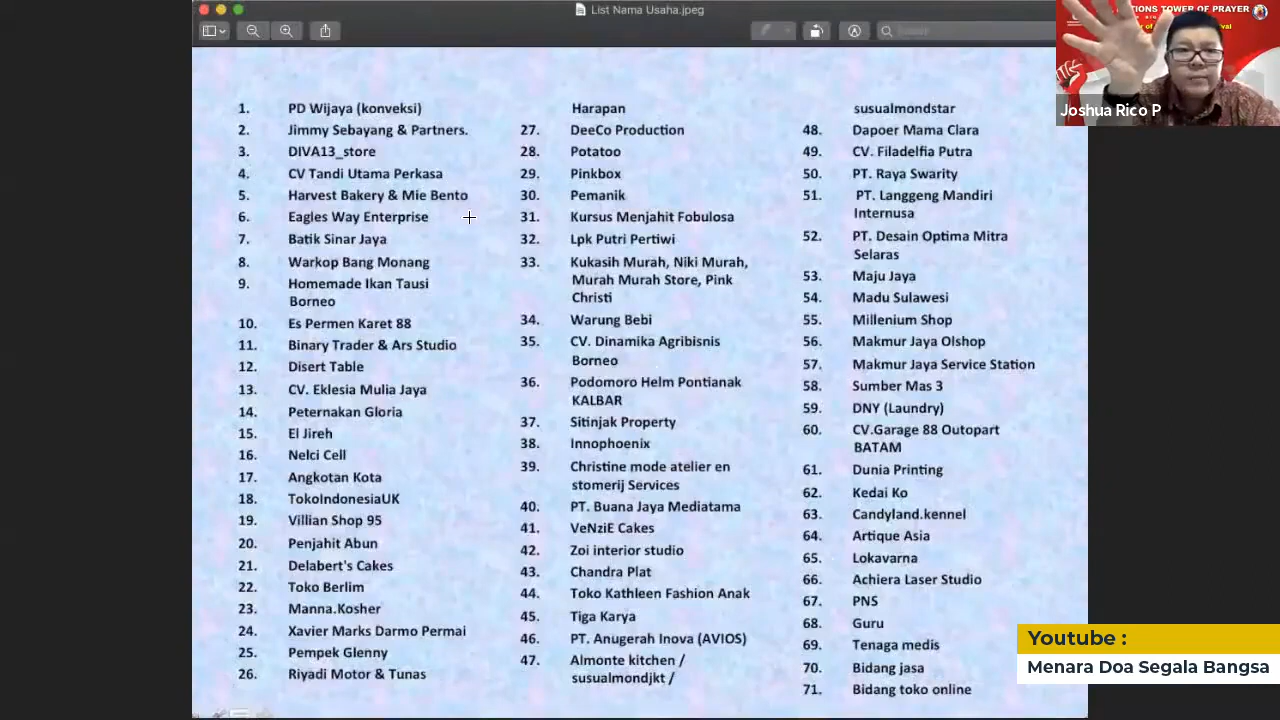 List Nama Usaha.jpeg
1. PD Wijaya (konveksi)
2. Jimmy Sebayang & Partners.
3. DIVA13_store
4. CV Tandi Utama Perkasa
5. Harvest Bakery & Mie Bento
6. Eagles Way Enterprise
7. Batik Sinar Jaya
8. Warkop Bang Monang
9. Homemade Ikan Tausi
Borneo
10. Es Permen Karet 88
11. Binary Trader & Ars Studio
12. Disert Table
13. CV. Eklesia Mulia Jaya
14. Peternakan Gloria
15. El Jireh
16. Nelci Cell
17. Angkotan Kota
18. TokoIndonesiaUK
19. Villian Shop 95
20. Penjahit Abun
21. Delabert's Cakes
22. Toko Berlim
23. Manna.Kosher
24. Xavier Marks Darmo Permai
25. Pempek Glenny
26. Riyadi Motor & Tunas
Harapan
27. DeeCo Production
28. Potatoo
29. Pinkbox
30. Pemanik
31. Kursus Menjahit Fobulosa
32. Lpk Putri Pertiwi
33. Kukasih Murah, Niki Murah,
Murah Murah Store, Pink
Christi
34. Warung Bebi
35. CV. Dinamika Agribisnis
Borneo
36. Podomoro Helm Pontianak
KALBAR
37. Sitinjak Property
38. Innophoenix
39. Christine mode atelier en
stomerij Services
40. PT. Buana Jaya Mediatama
41. VeNziE Cakes
42. Zoi interior studio
43. Chandra Plat
44. Toko Kathleen Fashion Anak
45. Tiga Karya
46. PT. Anugerah Inova (AVIOS)
47. Almonte kitchen /
susualmondjkt /
susualmondstar
48. Dapoer Mama Clara
49. CV. Filadelfia Putra
50. PT. Raya Swarity
51. PT. Langgeng Mandiri
Internusa
52. PT. Desain Optima Mitra
Selaras
53. Maju Jaya
54. Madu Sulawesi
55. Millenium Shop
56. Makmur Jaya Olshop
57. Makmur Jaya Service Station
58. Sumber Mas 3
59. DNY (Laundry)
60. CV.Garage 88 Outopart
BATAM
61. Dunia Printing
62. Kedai Ko
63. Candyland.kennel
64. Artique Asia
65. Lokavarna
66. Achiera Laser Studio
67. PNS
68. Guru
69. Tenaga medis
70. Bidang jasa
71. Bidang toko online
TOWER OF PRAYER
Joshua Rico P
Youtube :
Menara Doa Segala Bangsa